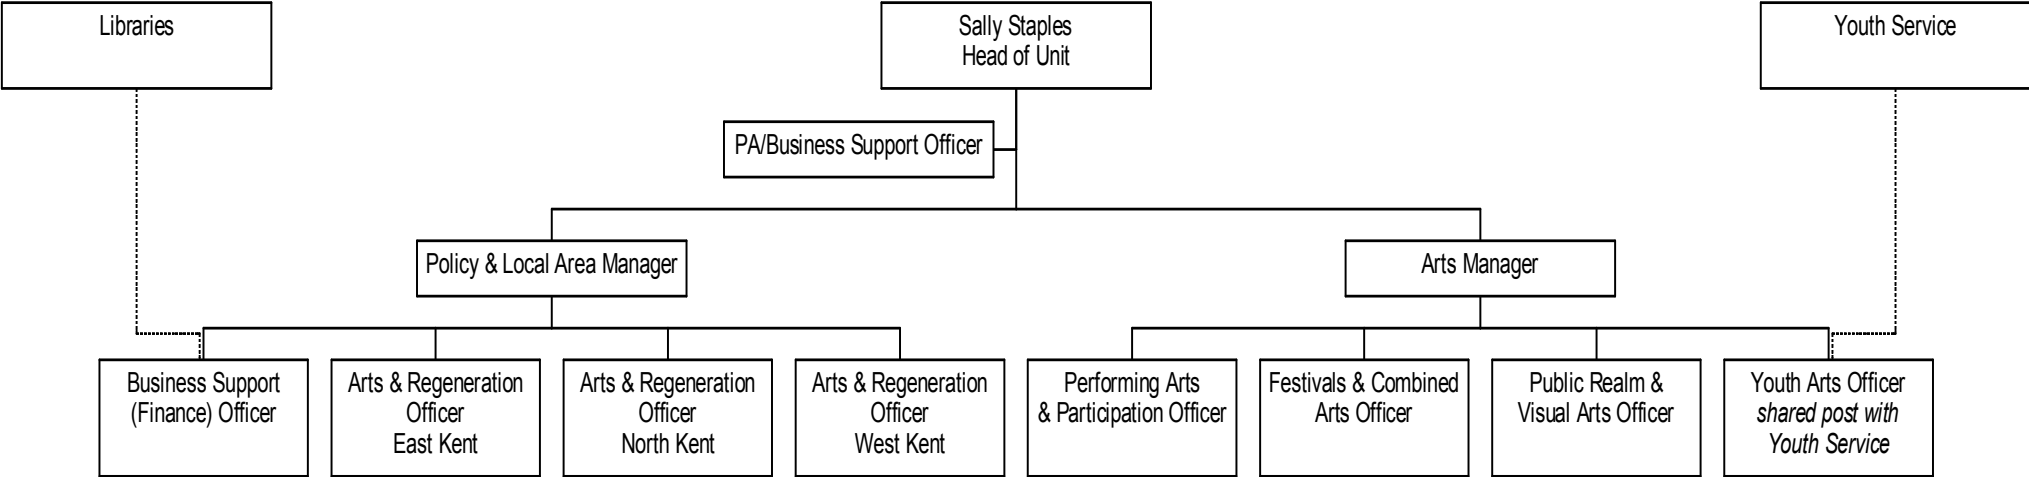 Libraries
Sally Staples
Head of Unit
Youth Service
PA/Business Support Officer
Policy & Local Area Manager
Arts Manager
Business Support
(Finance) Officer
Arts & Regeneration
Officer
East Kent
Arts & Regeneration
Officer
North Kent
Arts & Regeneration
Officer
West Kent
Performing Arts
& Participation Officer
Festivals & Combined
Arts Officer
Public Realm &
Visual Arts Officer
Youth Arts Officer
shared post with
Youth Service